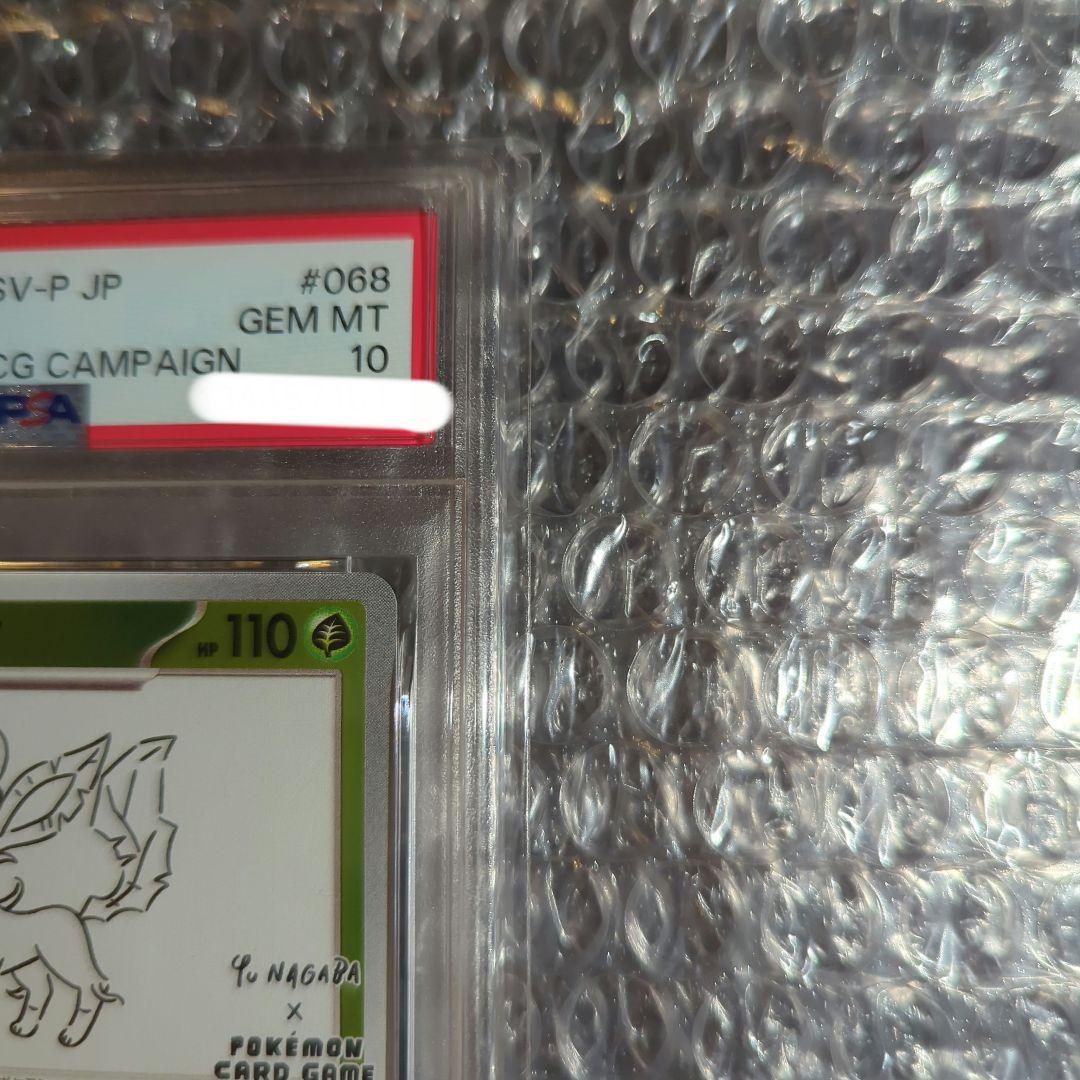 SV-P JP #068
GEM MT
CG CAMPAIGN 10
PSA
HP 110
Yu NAGABA
×
POKÉMON
CARD GAME